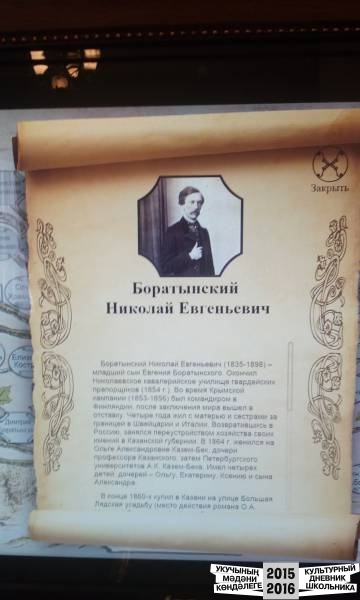 Закрыть
Боратынский
Николай Евгеньевич
Боратынский Николай Евгеньевич (1835-1898) –
младший сын Евгения Боратынского. Окончил
Николаевское кавалерийское училище гвардейских
прапорщиков (1854 г.). Во время Крымской
кампании (1853-1856) был командиром в
Финляндии, после заключения мира вышел в
отставку. Четыре года жил с матерью и сестрами за
границей в Швейцарии и Италии. Возвратившись в
Россию, занялся переустройством хозяйства своих
имений в Казанской губернии. В 1864 г. женился на
Ольге Александровне Казем-Бек, дочери
профессора Казанского, затем Петербургского
университета А.К. Казем-Бека. Имел четырех
детей: дочерей – Ольгу, Екатерину, Ксению и сына
Александра.
В конце 1860-х купил в Казани на улице Большая
Лядская усадьбу (место действия романа О.А.
УКУЧЫНЫҢ
МӘДӘНИ
КӨНДӘЛЕГЕ
2015
2016
КУЛЬТУРНЫЙ
ДНЕВНИК
ШКОЛЬНИКА